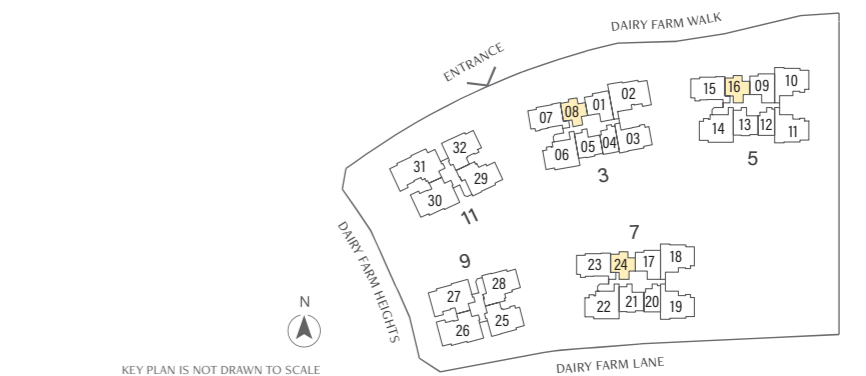 DAIRY FARM WALK
ENTRANCE
15 16 09 10
14 13 12 11
5
07 08 01 02
06 05 04 03
3
32
31
29
30
11
7
23 24 17 18
22 21 20 19
9
28
27
25
26
DAIRY FARM HEIGHTS
N
KEY PLAN IS NOT DRAWN TO SCALE
DAIRY FARM LANE